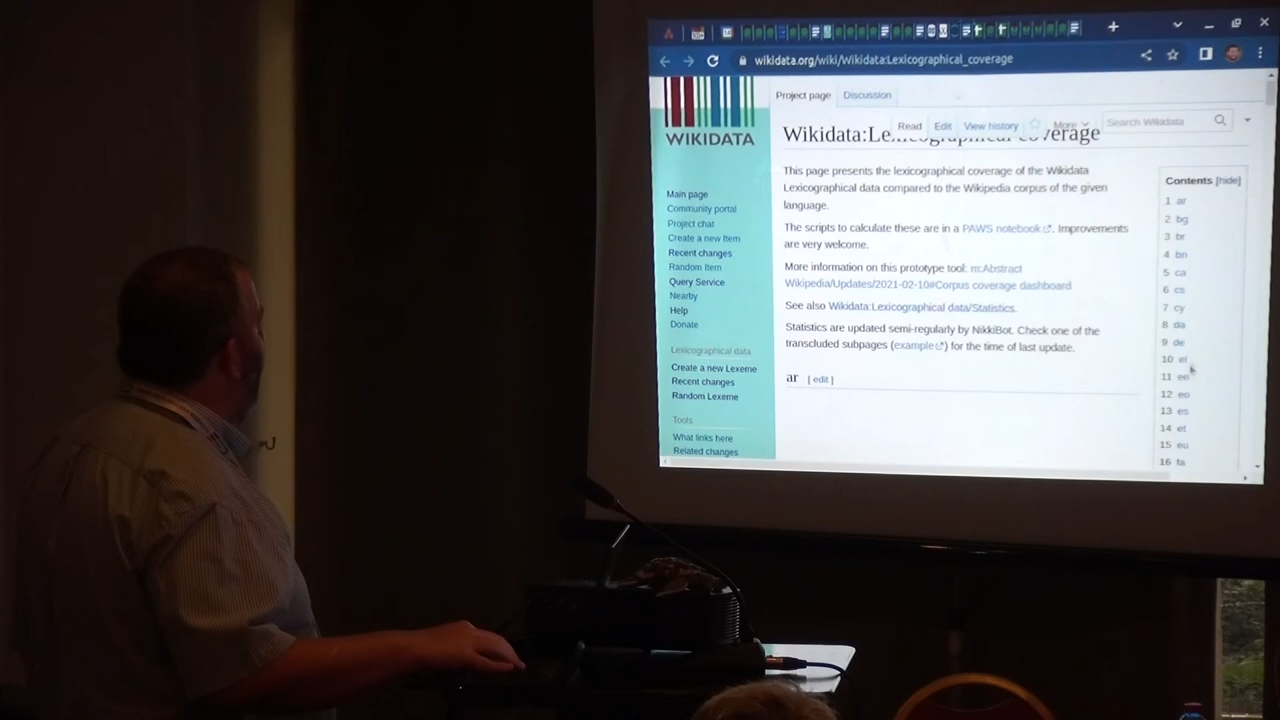 wikidata.org/wiki/Wikidata:Lexicographical_coverage
WIKIDATA
Main page
Community portal
Project chat
Create a new Item
Recent changes
Random Item
Query Service
Nearby
Help
Donate
Lexicographical data
Create a new Lexeme
Recent changes
Random Lexeme
Tools
What links here
Related changes
Project page
Discussion
Read
Edit
View history
More
Search Wikidata
Wikidata:Lexicographical coverage
This page presents the lexicographical coverage of the Wikidata
Lexicographical data compared to the Wikipedia corpus of the given
language.
The scripts to calculate these are in a PAWS notebook. Improvements
are very welcome.
More information on this prototype tool: m:Abstract
Wikipedia/Updates/2021-02-10#Corpus coverage dashboard
See also Wikidata:Lexicographical data/Statistics.
Statistics are updated semi-regularly by NikkiBot. Check one of the
transcluded subpages (example) for the time of last update.
ar [ edit ]
Contents [hide]
1 ar
2 bg
3 br
4 bn
5 ca
6 cs
7 cy
8 da
9 de
10 el
11 en
12 eo
13 es
14 et
15 eu
16 fa